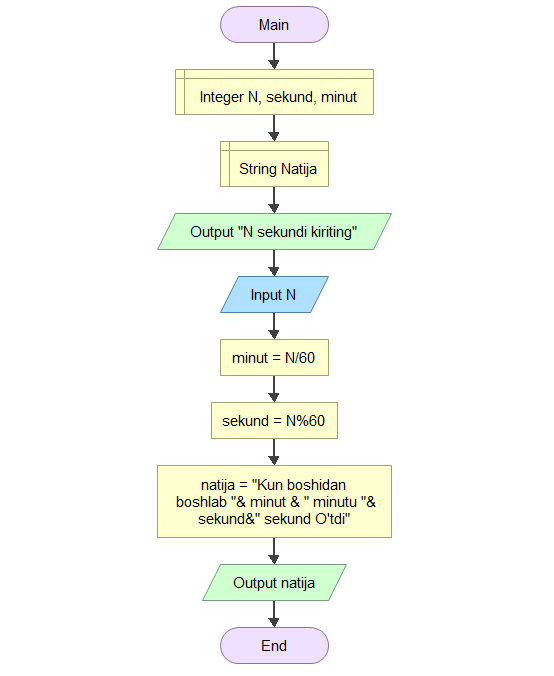 Main
Integer N, sekund, minut
String Natija
Output "N sekundi kiriting"
Input N
minut = N/60
sekund = N%60
natija = "Kun boshidan
boshlab "& minut & " minutu "&
sekund&" sekund O'tdi"
Output natija
End